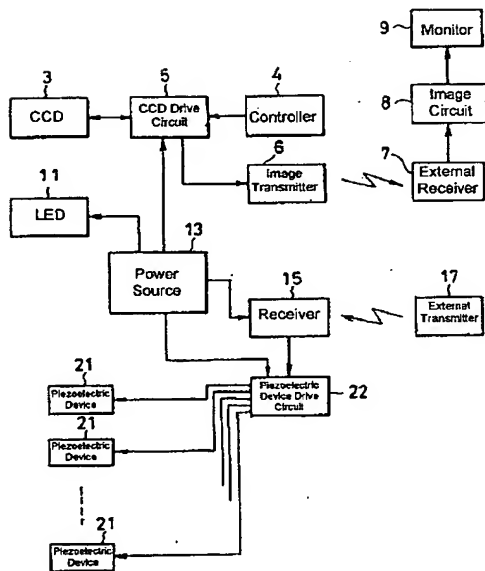 9
Monitor
3
5
4
8
Image
Circuit
CCD
CCD Drive
Circuit
Controller
6
7
Image
Transmitter
External
Receiver
11
LED
13
Power
Source
15
Receiver
17
External
Transmitter
21
Piezoelectric
Device
Piezoelectric
Device Drive
Circuit
22
21
Piezoelectric
Device
21
Piezoelectric
Device